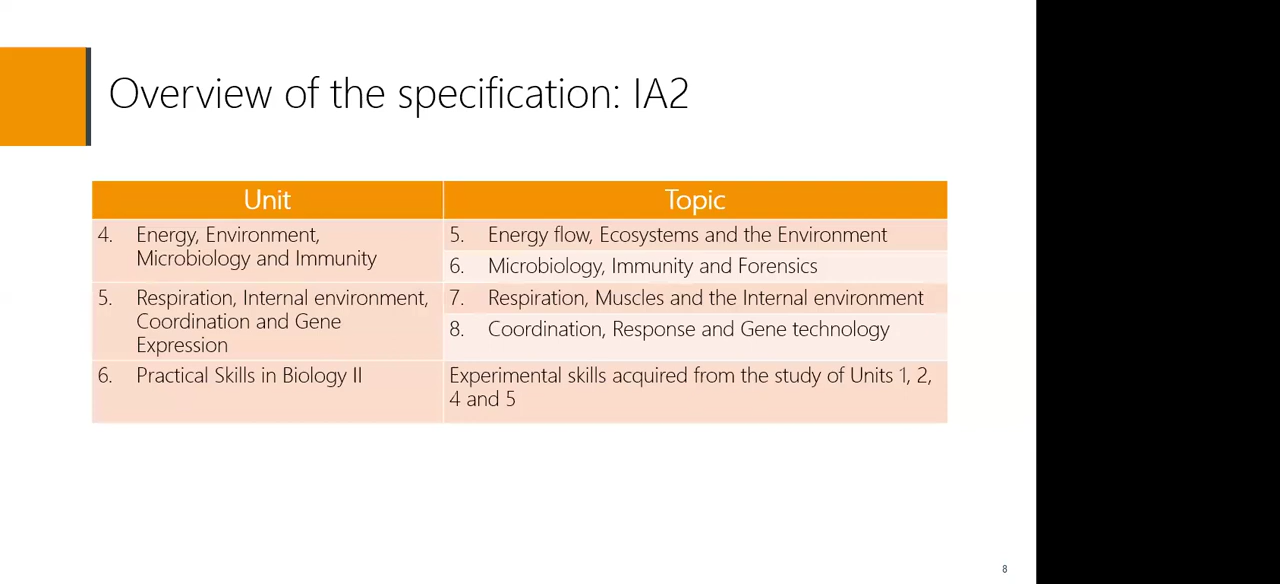 Overview of the specification: IA2
Unit
Topic
4. Energy, Environment,
Microbiology and Immunity
5. Energy flow, Ecosystems and the Environment
6. Microbiology, Immunity and Forensics
5. Respiration, Internal environment,
Coordination and Gene
Expression
7. Respiration, Muscles and the Internal environment
8. Coordination, Response and Gene technology
6. Practical Skills in Biology II
Experimental skills acquired from the study of Units 1, 2,
4 and 5
8